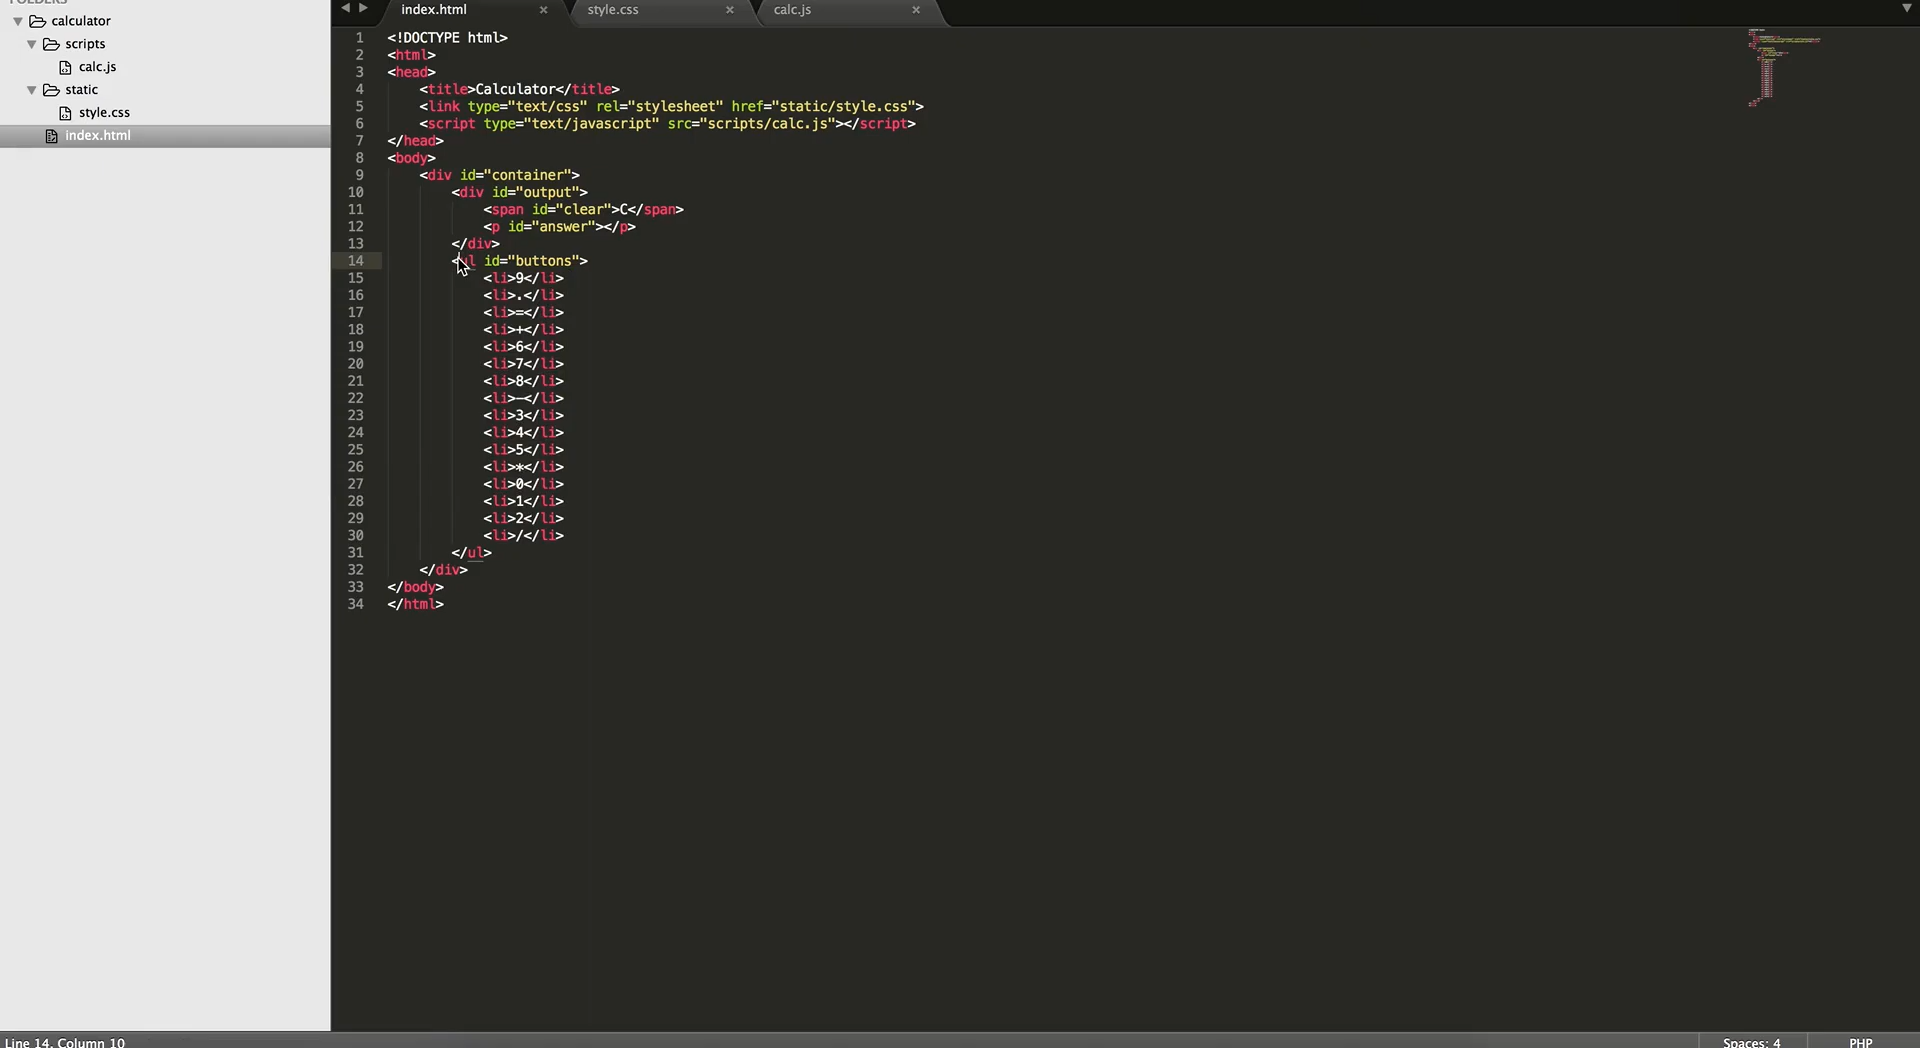 FOLDERS
calculator
scripts
calc.js
static
style.css
index.html
index.html × style.css × calc.js ×
1 <!DOCTYPE html>
2 <html>
3 <head>
4 <title>Calculator</title>
5 <link type="text/css" rel="stylesheet" href="static/style.css">
6 <script type="text/javascript" src="scripts/calc.js"></script>
7 </head>
8 <body>
9 <div id="container">
10 <div id="output">
11 <span id="clear">C</span>
12 <p id="answer"></p>
13 </div>
14 <ul id="buttons">
15 <li>9</li>
16 <li>.</li>
17 <li>=</li>
18 <li>+</li>
19 <li>6</li>
20 <li>7</li>
21 <li>8</li>
22 <li>-</li>
23 <li>3</li>
24 <li>4</li>
25 <li>5</li>
26 <li>*</li>
27 <li>0</li>
28 <li>1</li>
29 <li>2</li>
30 <li>/</li>
31 </ul>
32 </div>
33 </body>
34 </html>
Line 14, Column 10
Spaces: 4
PHP